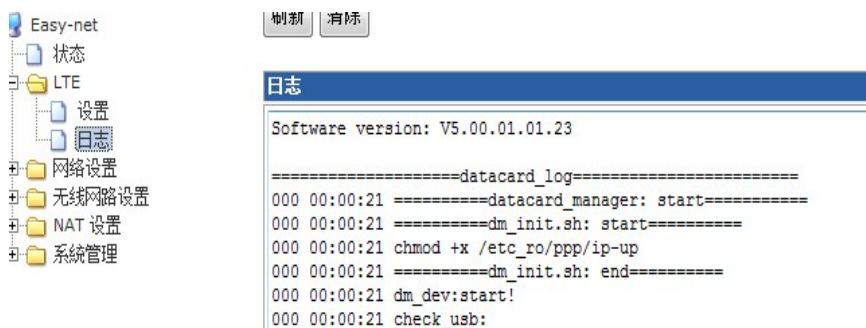 Easy-net
状态
LTE
设置
日志
网络设置
无线网路设置
NAT 设置
系统管理
刷新 清除
日志
Software version: V5.00.01.01.23
====================datacard_log========================
000 00:00:21 ==========datacard_manager: start===========
000 00:00:21 ==========dm_init.sh: start==========
000 00:00:21 chmod +x /etc_ro/ppp/ip-up
000 00:00:21 ==========dm_init.sh: end==========
000 00:00:21 dm_dev:start!
000 00:00:21 check usb: